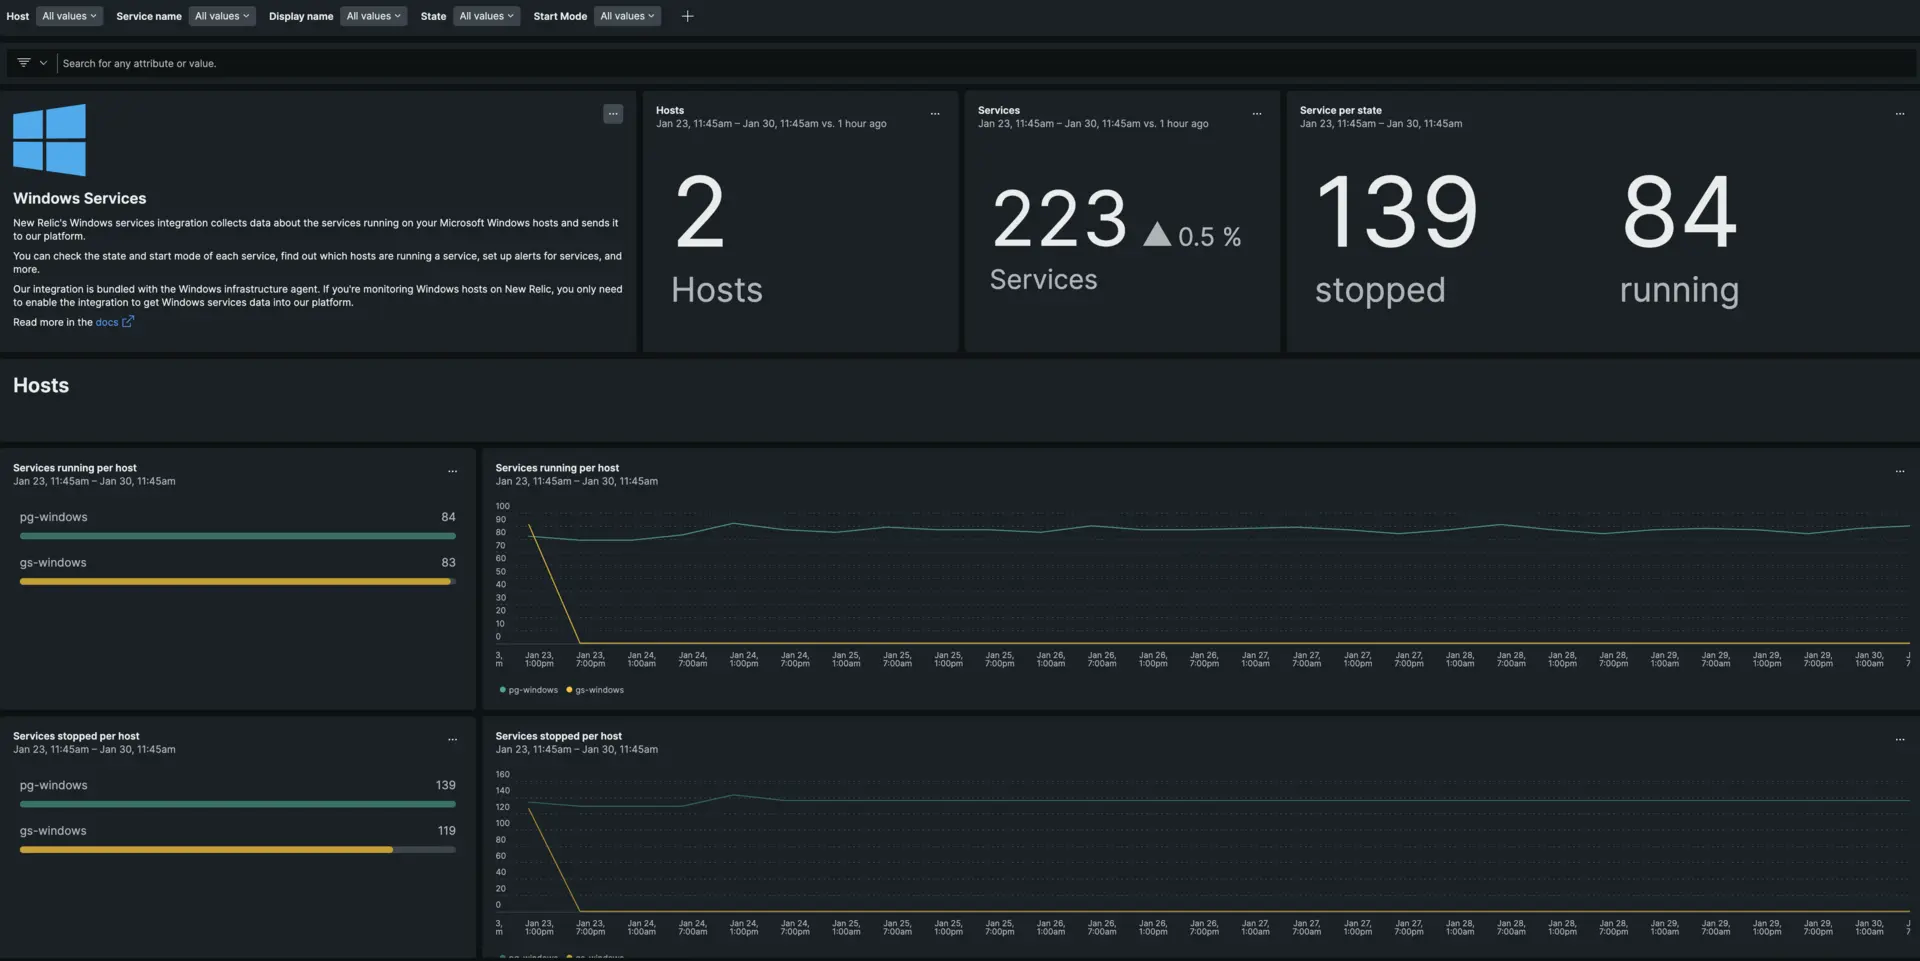 Host All values Service name All values Display name All values State All values Start Mode All values
Search for any attribute or value.
Windows Services
New Relic's Windows services integration collects data about the services running on your Microsoft Windows hosts and sends it
to our platform.
You can check the state and start mode of each service, find out which hosts are running a service, set up alerts for services, and
more.
Our integration is bundled with the Windows infrastructure agent. If you're monitoring Windows hosts on New Relic, you only need
to enable the integration to get Windows services data into our platform.
Read more in the docs
Hosts
Jan 23, 11:45am – Jan 30, 11:45am vs. 1 hour ago
2
Hosts
Services
Jan 23, 11:45am – Jan 30, 11:45am vs. 1 hour ago
223 0.5 %
Services
Service per state
Jan 23, 11:45am – Jan 30, 11:45am
139 84
stopped running
Hosts
Services running per host
Jan 23, 11:45am – Jan 30, 11:45am
pg-windows 84
gs-windows 83
Services running per host
Jan 23, 11:45am – Jan 30, 11:45am
100
90
80
70
60
50
40
30
20
10
0
3, Jan 23, Jan 23, Jan 24, Jan 24, Jan 24, Jan 24, Jan 25, Jan 25, Jan 25, Jan 25, Jan 26, Jan 26, Jan 26, Jan 26, Jan 27, Jan 27, Jan 27, Jan 27, Jan 28, Jan 28, Jan 28, Jan 28, Jan 29, Jan 29, Jan 29, Jan 29, Jan 30, J
m 1:00pm 7:00pm 1:00am 7:00am 1:00pm 7:00pm 1:00am 7:00am 1:00pm 7:00pm 1:00am 7:00am 1:00pm 7:00pm 1:00am 7:00am 1:00pm 7:00pm 1:00am 7:00am 1:00pm 7:00pm 1:00am 7:00am 1:00pm 7:00pm 1:00am 7
pg-windows gs-windows
Services stopped per host
Jan 23, 11:45am – Jan 30, 11:45am
pg-windows 139
gs-windows 119
Services stopped per host
Jan 23, 11:45am – Jan 30, 11:45am
160
140
120
100
80
60
40
20
0
3, Jan 23, Jan 23, Jan 24, Jan 24, Jan 24, Jan 24, Jan 25, Jan 25, Jan 25, Jan 25, Jan 26, Jan 26, Jan 26, Jan 26, Jan 27, Jan 27, Jan 27, Jan 27, Jan 28, Jan 28, Jan 28, Jan 28, Jan 29, Jan 29, Jan 29, Jan 29, Jan 30, J
m 1:00pm 7:00pm 1:00am 7:00am 1:00pm 7:00pm 1:00am 7:00am 1:00pm 7:00pm 1:00am 7:00am 1:00pm 7:00pm 1:00am 7:00am 1:00pm 7:00pm 1:00am 7:00am 1:00pm 7:00pm 1:00am 7:00am 1:00pm 7:00pm 1:00am 7